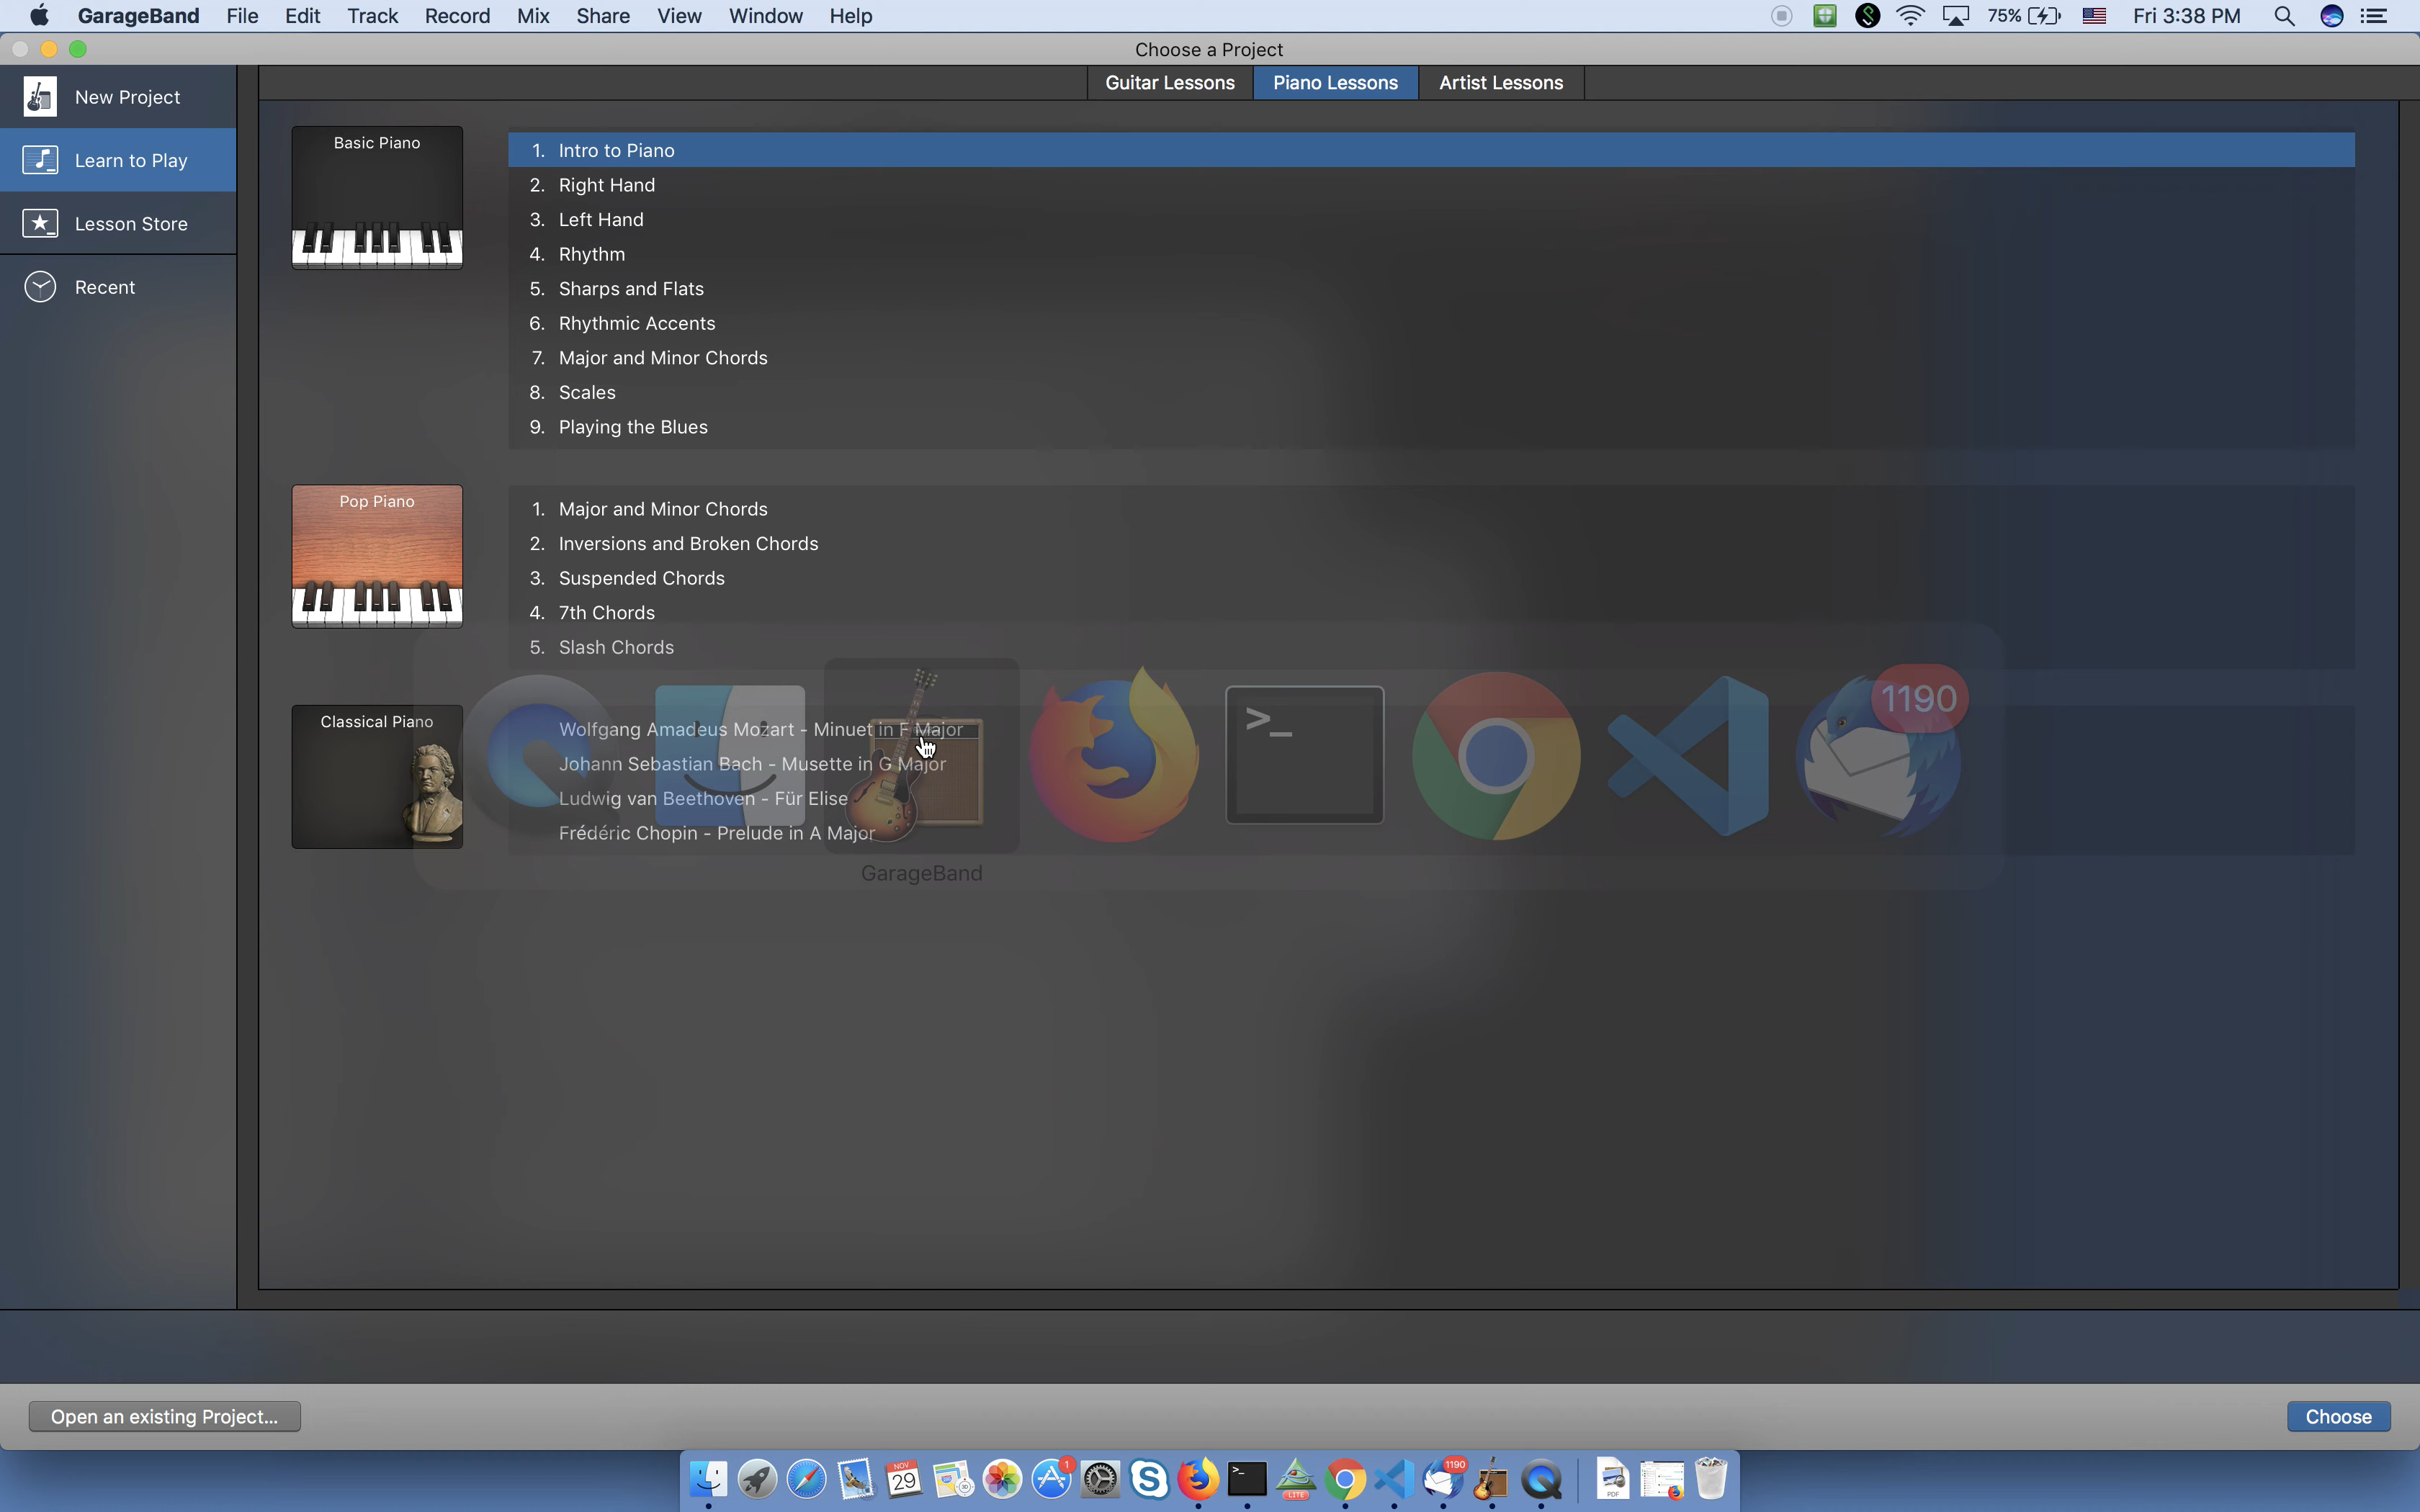 GarageBand File Edit Track Record Mix Share View Window Help 75% Fri 3:38 PM
Choose a Project
Guitar Lessons Piano Lessons Artist Lessons
New Project
Learn to Play
Lesson Store
Recent
Basic Piano
1. Intro to Piano
2. Right Hand
3. Left Hand
4. Rhythm
5. Sharps and Flats
6. Rhythmic Accents
7. Major and Minor Chords
8. Scales
9. Playing the Blues
Pop Piano
1. Major and Minor Chords
2. Inversions and Broken Chords
3. Suspended Chords
4. 7th Chords
5. Slash Chords
Classical Piano
Wolfgang Amadeus Mozart - Minuet in F Major
Johann Sebastian Bach - Musette in G Major
Ludwig van Beethoven - Für Elise
Frédéric Chopin - Prelude in A Major
>_
1190
GarageBand
Open an existing Project...
Choose
NOV
29
1
>_
LITE
1190
PDF